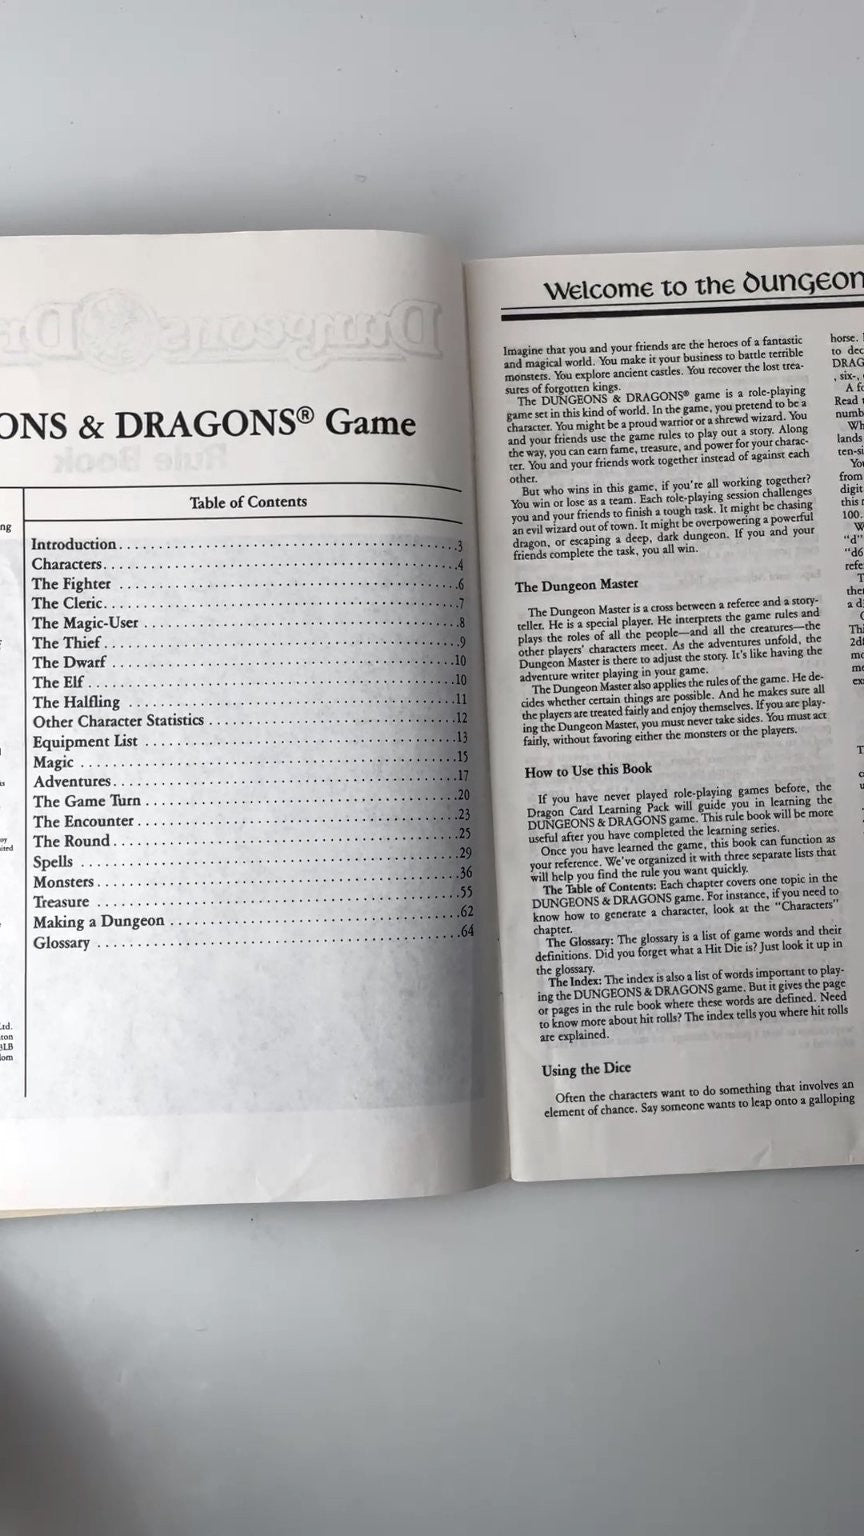 ONS & DRAGONS® Game
ng
ited
Ltd.
ton
3LB
dom
Table of Contents
Introduction. . . . . . . . . . . . . . . . . . . . . . . . . . . . . . . . . . . . . . . .3
Characters. . . . . . . . . . . . . . . . . . . . . . . . . . . . . . . . . . . . . . . . .4
The Fighter . . . . . . . . . . . . . . . . . . . . . . . . . . . . . . . . . . . . . . . .6
The Cleric. . . . . . . . . . . . . . . . . . . . . . . . . . . . . . . . . . . . . . . . .7
The Magic-User . . . . . . . . . . . . . . . . . . . . . . . . . . . . . . . . . . . . .8
The Thief. . . . . . . . . . . . . . . . . . . . . . . . . . . . . . . . . . . . . . . . . .9
The Dwarf . . . . . . . . . . . . . . . . . . . . . . . . . . . . . . . . . . . . . . . .10
The Elf . . . . . . . . . . . . . . . . . . . . . . . . . . . . . . . . . . . . . . . . . . .10
The Halfling . . . . . . . . . . . . . . . . . . . . . . . . . . . . . . . . . . . . . . .11
Other Character Statistics . . . . . . . . . . . . . . . . . . . . . . . . . . . .12
Equipment List . . . . . . . . . . . . . . . . . . . . . . . . . . . . . . . . . . . .13
Magic . . . . . . . . . . . . . . . . . . . . . . . . . . . . . . . . . . . . . . . . . . . .15
Adventures. . . . . . . . . . . . . . . . . . . . . . . . . . . . . . . . . . . . . . . .17
The Game Turn . . . . . . . . . . . . . . . . . . . . . . . . . . . . . . . . . . . .20
The Encounter . . . . . . . . . . . . . . . . . . . . . . . . . . . . . . . . . . . . .23
The Round . . . . . . . . . . . . . . . . . . . . . . . . . . . . . . . . . . . . . . . .25
Spells . . . . . . . . . . . . . . . . . . . . . . . . . . . . . . . . . . . . . . . . . . . .29
Monsters. . . . . . . . . . . . . . . . . . . . . . . . . . . . . . . . . . . . . . . . . .36
Treasure . . . . . . . . . . . . . . . . . . . . . . . . . . . . . . . . . . . . . . . . . .55
Making a Dungeon . . . . . . . . . . . . . . . . . . . . . . . . . . . . . . . . .62
Glossary . . . . . . . . . . . . . . . . . . . . . . . . . . . . . . . . . . . . . . . . . .64
Welcome to the DUNGEON
Imagine that you and your friends are the heroes of a fantastic
and magical world. You make it your business to battle terrible
monsters. You explore ancient castles. You recover the lost trea-
sures of forgotten kings.
The DUNGEONS & DRAGONS® game is a role-playing
game set in this kind of world. In the game, you pretend to be a
character. You might be a proud warrior or a shrewd wizard. You
and your friends use the game rules to play out a story. Along
the way, you can earn fame, treasure, and power for your charac-
ter. You and your friends work together instead of against each
other.
But who wins in this game, if you're all working together?
You win or lose as a team. Each role-playing session challenges
you and your friends to finish a tough task. It might be chasing
an evil wizard out of town. It might be overpowering a powerful
dragon, or escaping a deep, dark dungeon. If you and your
friends complete the task, you all win.
The Dungeon Master
The Dungeon Master is a cross between a referee and a story-
teller. He is a special player. He interprets the game rules and
plays the roles of all the people—and all the creatures—the
other players' characters meet. As the adventures unfold, the
Dungeon Master is there to adjust the story. It's like having the
adventure writer playing in your game.
The Dungeon Master also applies the rules of the game. He de-
cides whether certain things are possible. And he makes sure all
the players are treated fairly and enjoy themselves. If you are play-
ing the Dungeon Master, you must never take sides. You must act
fairly, without favoring either the monsters or the players.
How to Use this Book
If you have never played role-playing games before, the
Dragon Card Learning Pack will guide you in learning the
DUNGEONS & DRAGONS game. This rule book will be more
useful after you have completed the learning series.
Once you have learned the game, this book can function as
your reference. We've organized it with three separate lists that
will help you find the rule you want quickly.
The Table of Contents: Each chapter covers one topic in the
DUNGEONS & DRAGONS game. For instance, if you need to
know how to generate a character, look at the "Characters"
chapter.
The Glossary: The glossary is a list of game words and their
definitions. Did you forget what a Hit Die is? Just look it up in
the glossary.
The Index: The index is also a list of words important to play-
ing the DUNGEONS & DRAGONS game. But it gives the page
or pages in the rule book where these words are defined. Need
to know more about hit rolls? The index tells you where hit rolls
are explained.
Using the Dice
Often the characters want to do something that involves an
element of chance. Say someone wants to leap onto a galloping
horse.
to dec
DRAG
, six-,
A fo
Read
numb
Wh
lands
ten-si
You
from
digit
this
100.
W
"d"
"d6
refe
T
ther
a d
Thi
2d